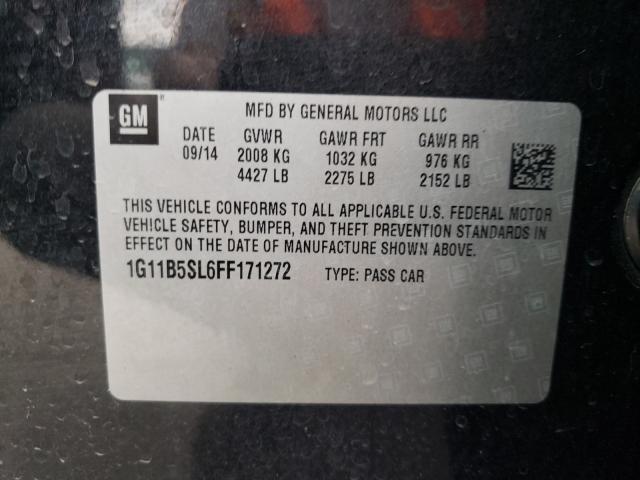 GM
MFD BY GENERAL MOTORS LLC
DATE GVWR GAWR FRT GAWR RR
09/14 2008 KG 1032 KG 976 KG
4427 LB 2275 LB 2152 LB
THIS VEHICLE CONFORMS TO ALL APPLICABLE U.S. FEDERAL MOTOR
VEHICLE SAFETY, BUMPER, AND THEFT PREVENTION STANDARDS IN
EFFECT ON THE DATE OF MANUFACTURE SHOWN ABOVE.
1G11B5SL6FF171272 TYPE: PASS CAR